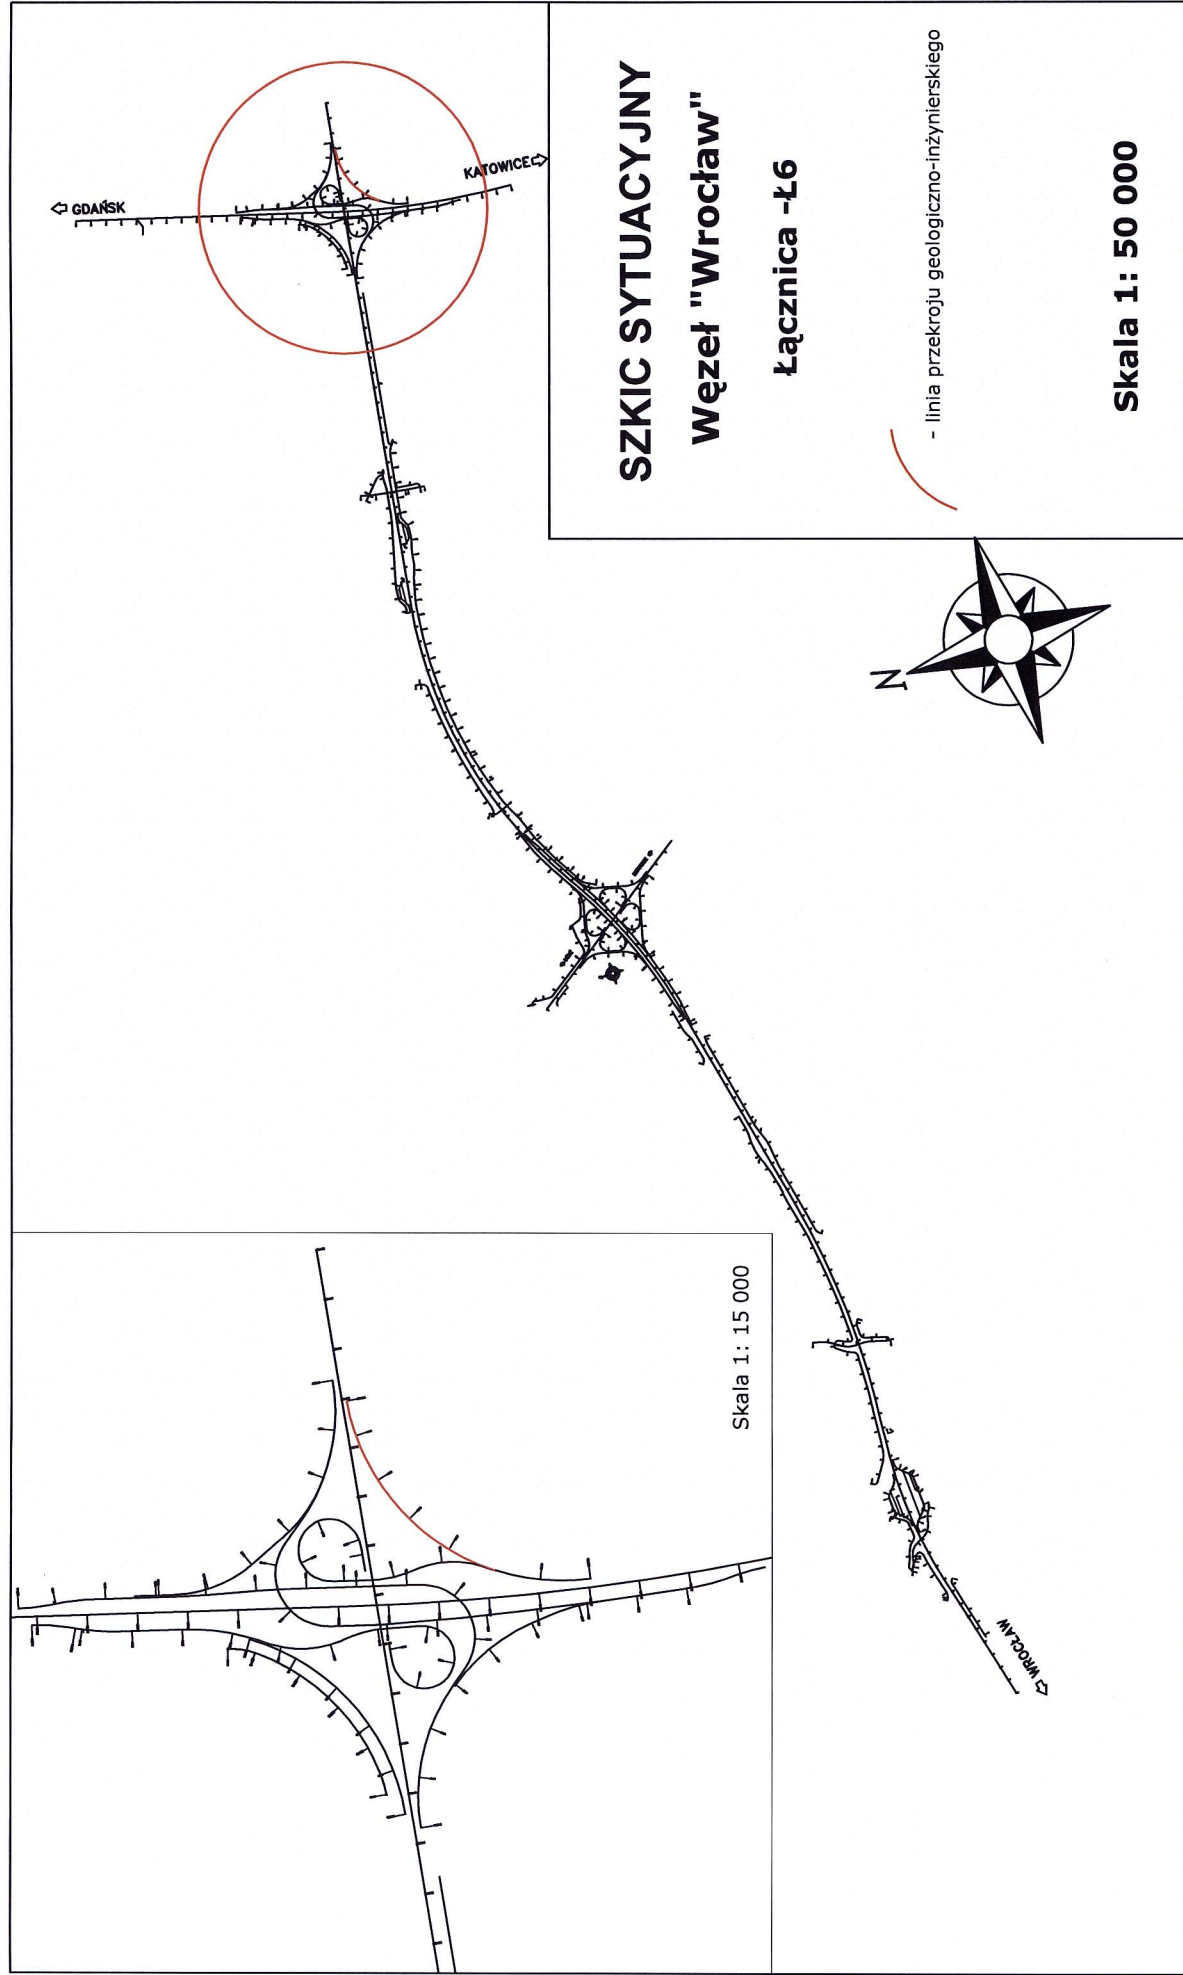 GDAŃSK
KATOWICE
SZKIC SYTUACYJNY
Węzeł "Wrocław"
Łącznica -Ł6
- linia przekroju geologiczno-inżynierskiego
Skala 1: 50 000
N
Skala 1: 15 000
WROCŁAW